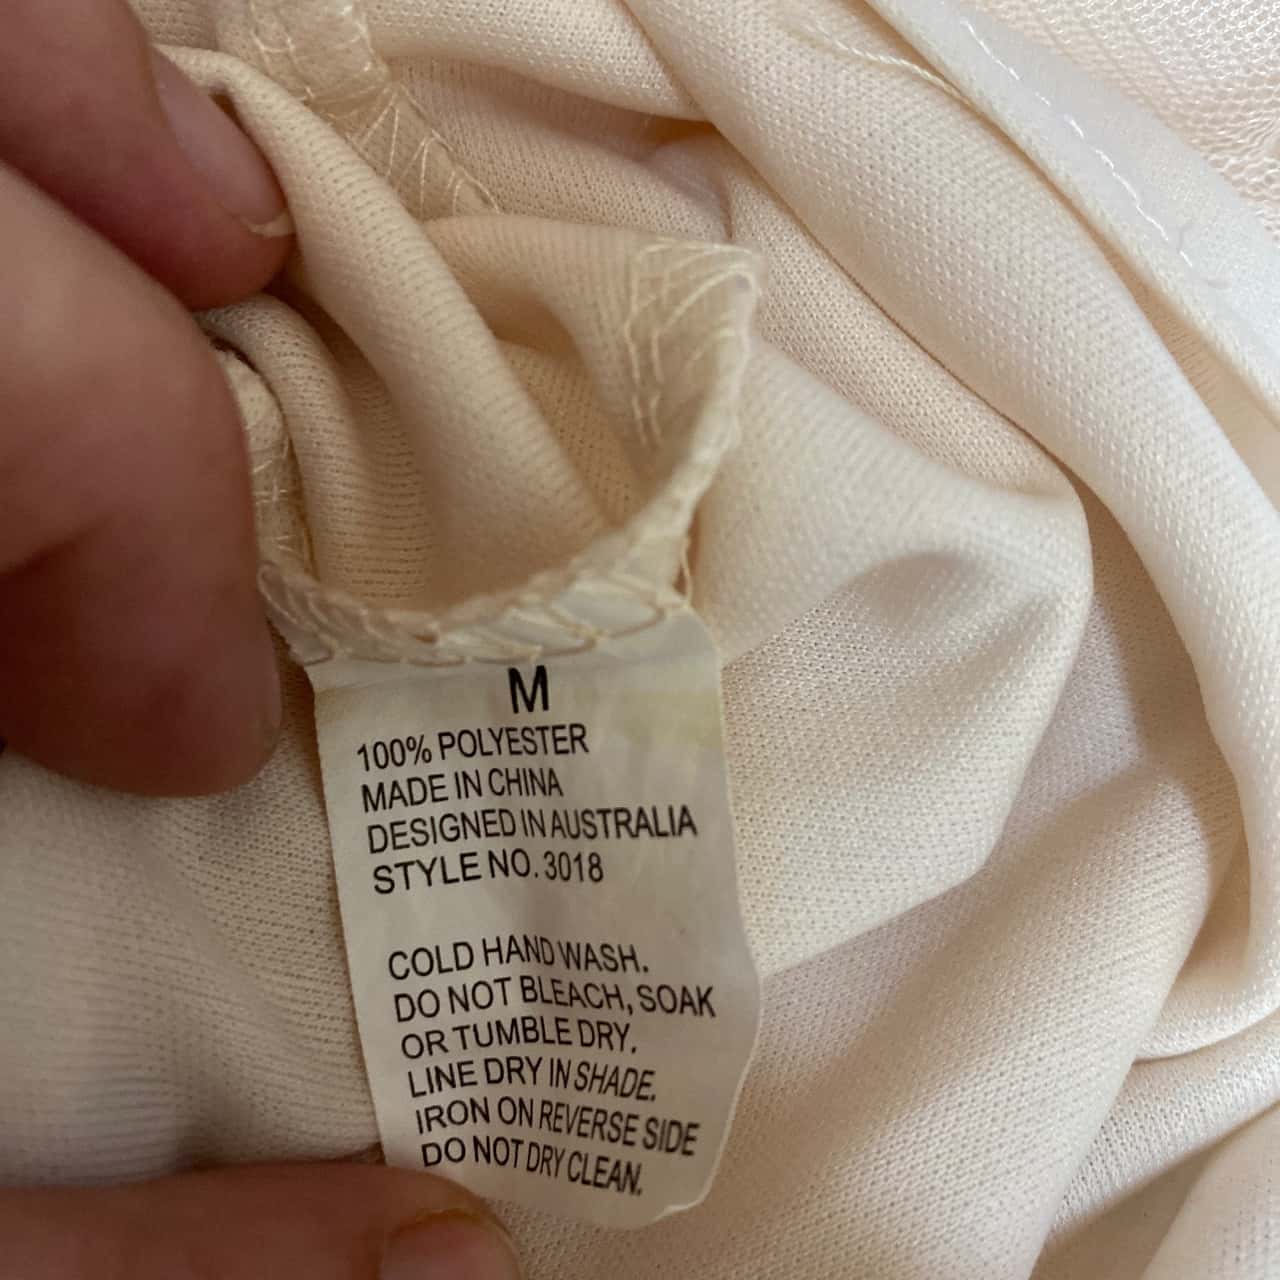 M
100% POLYESTER
MADE IN CHINA
DESIGNED IN AUSTRALIA
STYLE NO. 3018
COLD HAND WASH.
DO NOT BLEACH, SOAK
OR TUMBLE DRY.
LINE DRY IN SHADE.
IRON ON REVERSE SIDE
DO NOT DRY CLEAN.